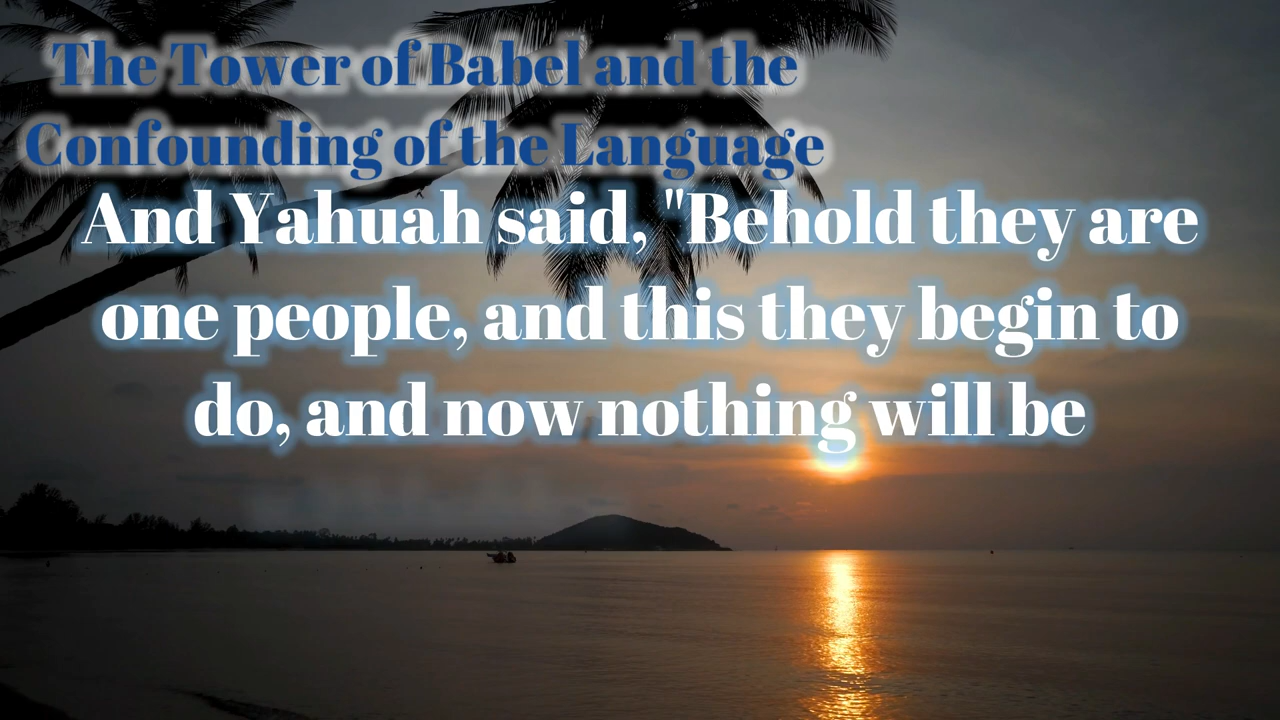 The Tower of Babel and the
Confounding of the Language
And Yahuah said, "Behold they are
one people, and this they begin to
do, and now nothing will be